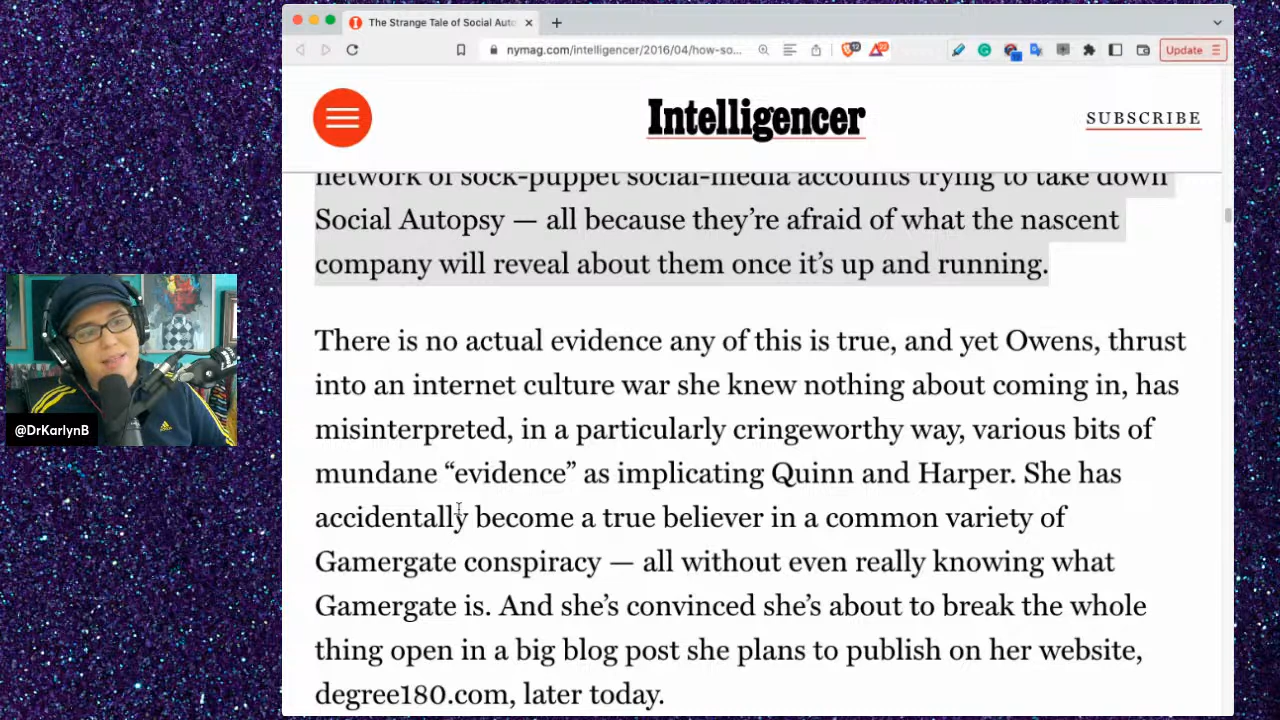 The Strange Tale of Social Auto
nymag.com/intelligencer/2016/04/how-so...
Update
Intelligencer
SUBSCRIBE
network of sock-puppet social-media accounts trying to take down
Social Autopsy — all because they're afraid of what the nascent
company will reveal about them once it's up and running.
There is no actual evidence any of this is true, and yet Owens, thrust
into an internet culture war she knew nothing about coming in, has
misinterpreted, in a particularly cringeworthy way, various bits of
mundane “evidence” as implicating Quinn and Harper. She has
accidentally become a true believer in a common variety of
Gamergate conspiracy — all without even really knowing what
Gamergate is. And she's convinced she's about to break the whole
thing open in a big blog post she plans to publish on her website,
degree180.com, later today.
@DrKarlynB